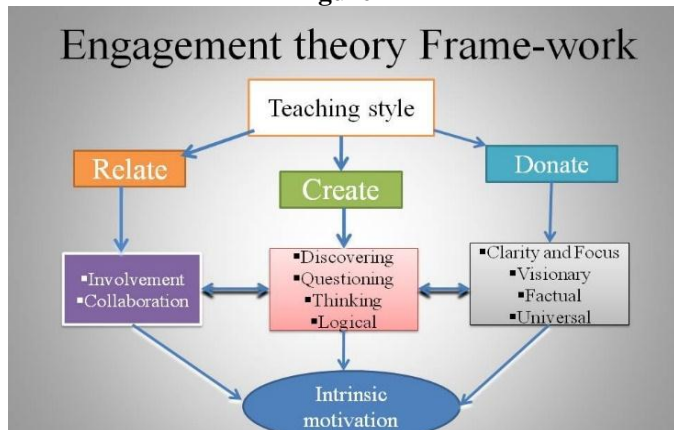 Engagement theory Frame-work
Teaching style
Relate
Create
Donate
▪Involvement
▪Collaboration
▪Discovering
▪Questioning
▪Thinking
▪Logical
▪Clarity and Focus
▪Visionary
▪Factual
▪Universal
Intrinsic
motivation